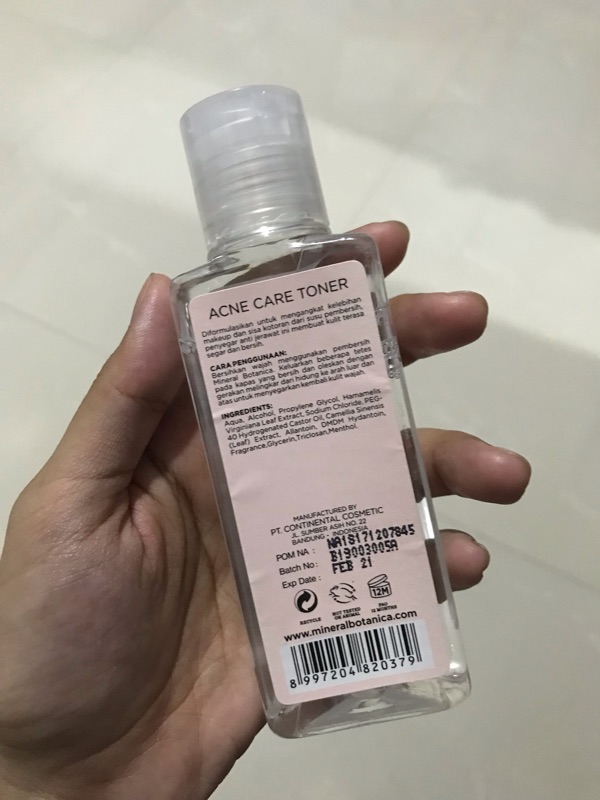 ACNE CARE TONER
Diformulasikan untuk mengangkat kelebihan
makeup dan sisa kotoran dari susu pembersih,
penyegar anti jerawat ini membuat kulit terasa
segar dan bersih.
CARA PENGGUNAAN:
Bersihkan wajah menggunakan pembersih
Mineral Botanica. Keluarkan beberapa tetes
pada kapas yang bersih dan oleskan dengan
gerakan melingkar dari hidung ke arah luar dan
atas untuk menyegarkan kembali kulit wajah.
INGREDIENTS:
Aqua, Alcohol, Propylene Glycol, Hamamelis
Virginiana Leaf Extract, Sodium Chloride, PEG-
40 Hydrogenated Castor Oil, Camellia Sinensis
(Leaf) Extract, Allantoin, DMDM Hydantoin,
Fragrance,Glycerin,Triclosan,Menthol.
MANUFACTURED BY
PT. CONTINENTAL COSMETIC
JL. SUMBER ASIH NO. 22
BANDUNG - INDONESIA
POM NA : NA18171207845
Batch No : B19003005A
Exp Date : FEB 21
12M
RECYCLE
NOT TESTED
ON ANIMAL
PAO
12 MONTHS
www.mineralbotanica.com
8 997204 820379